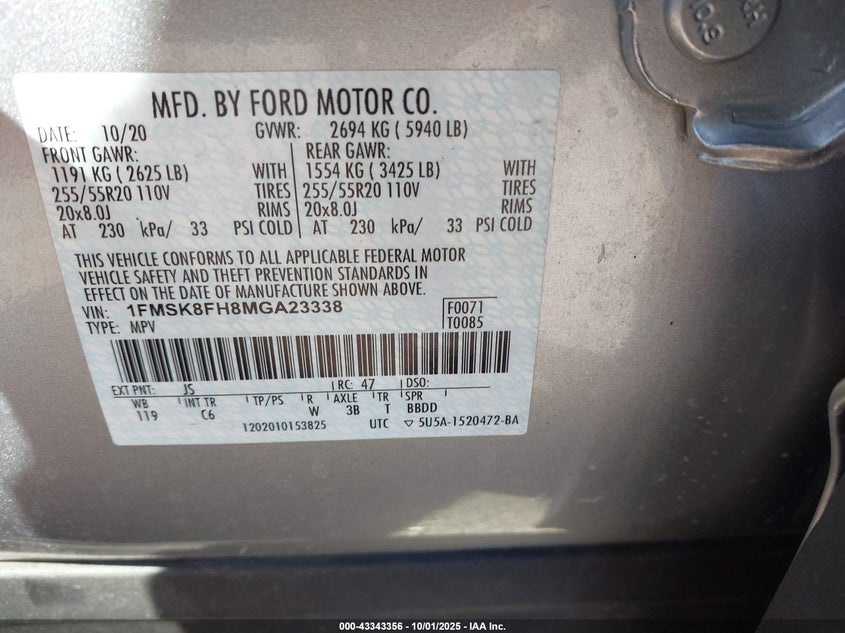 RH
10.9
MFD. BY FORD MOTOR CO.
DATE: 10/20 GVWR: 2694 KG ( 5940 LB)
FRONT GAWR: REAR GAWR:
1191 KG ( 2625 LB) WITH 1554 KG ( 3425 LB) WITH
255/55R20 110V TIRES 255/55R20 110V TIRES
20x8.0J RIMS 20x8.0J RIMS
AT 230 kPa/ 33 PSI COLD AT 230 kPa/ 33 PSI COLD
THIS VEHICLE CONFORMS TO ALL APPLICABLE FEDERAL MOTOR
VEHICLE SAFETY AND THEFT PREVENTION STANDARDS IN
EFFECT ON THE DATE OF MANUFACTURE SHOWN ABOVE.
VIN: 1FMSK8FH8MGA23338 F0071
TYPE: MPV T0085
EXT PNT: JS RC: 47 DSO:
WB INT TR TP/PS R AXLE TR SPR
119 C6 W 3B T BBDD
1202010153825 UTC ▽ 5U5A-1520472-BA
000-43343356 - 10/01/2025 - IAA Inc.